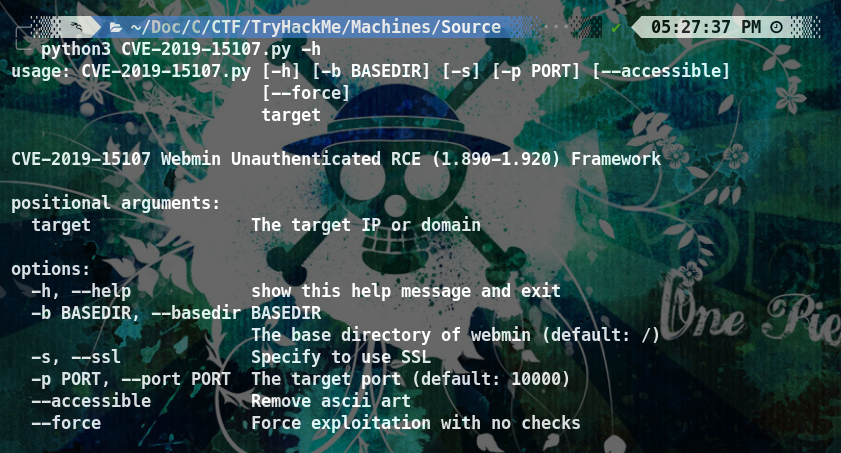 ~/Doc/C/CTF/TryHackMe/Machines/Source ✔ 05:27:37 PM
python3 CVE-2019-15107.py -h
usage: CVE-2019-15107.py [-h] [-b BASEDIR] [-s] [-p PORT] [--accessible]
[--force]
target
CVE-2019-15107 Webmin Unauthenticated RCE (1.890-1.920) Framework
positional arguments:
target The target IP or domain
options:
-h, --help show this help message and exit
-b BASEDIR, --basedir BASEDIR
The base directory of webmin (default: /)
-s, --ssl Specify to use SSL
-p PORT, --port PORT The target port (default: 10000)
--accessible Remove ascii art
--force Force exploitation with no checks
One Pie